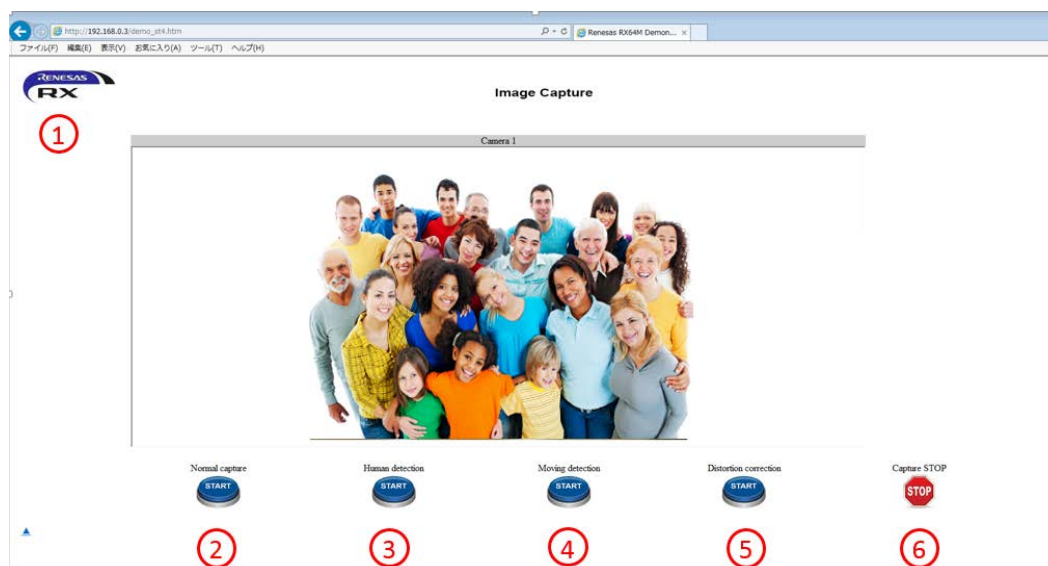 http://192.168.0.3/demo_st4.htm
Renesas RX64M Demon...
ファイル(F) 編集(E) 表示(V) お気に入り(A) ツール(T) ヘルプ(H)
RENESAS
RX
Image Capture
1
Camera 1
Normal capture
START
Human detection
START
Moving detection
START
Distortion correction
START
Capture STOP
STOP
2
3
4
5
6